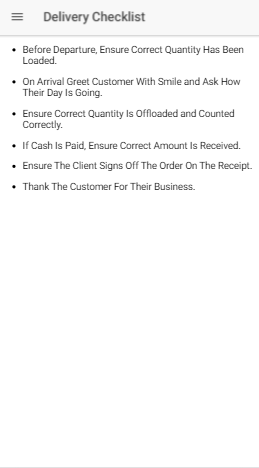 Delivery Checklist
• Before Departure, Ensure Correct Quantity Has Been
Loaded.
• On Arrival Greet Customer With Smile and Ask How
Their Day Is Going.
• Ensure Correct Quantity Is Offloaded and Counted
Correctly.
• If Cash Is Paid, Ensure Correct Amount Is Received.
• Ensure The Client Signs Off The Order On The Receipt.
• Thank The Customer For Their Business.